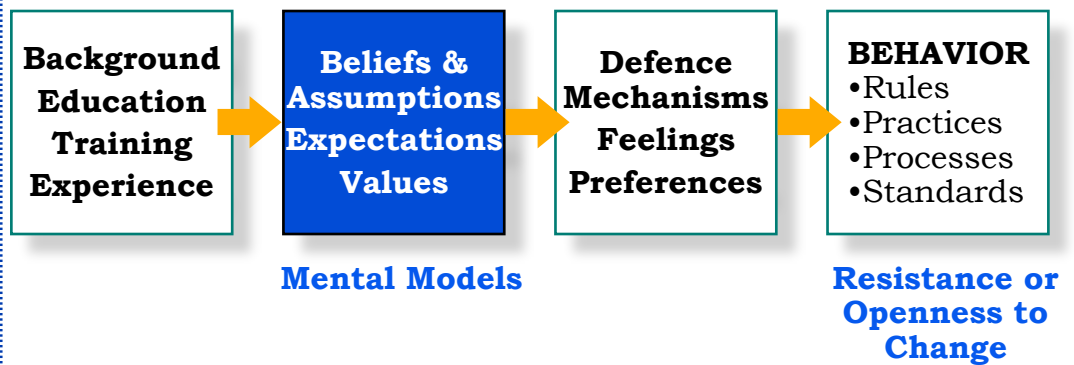 Background
Education
Training
Experience
Beliefs &
Assumptions
Expectations
Values
Defence
Mechanisms
Feelings
Preferences
BEHAVIOR
•Rules
•Practices
•Processes
•Standards
Mental Models
Resistance or
Openness to
Change